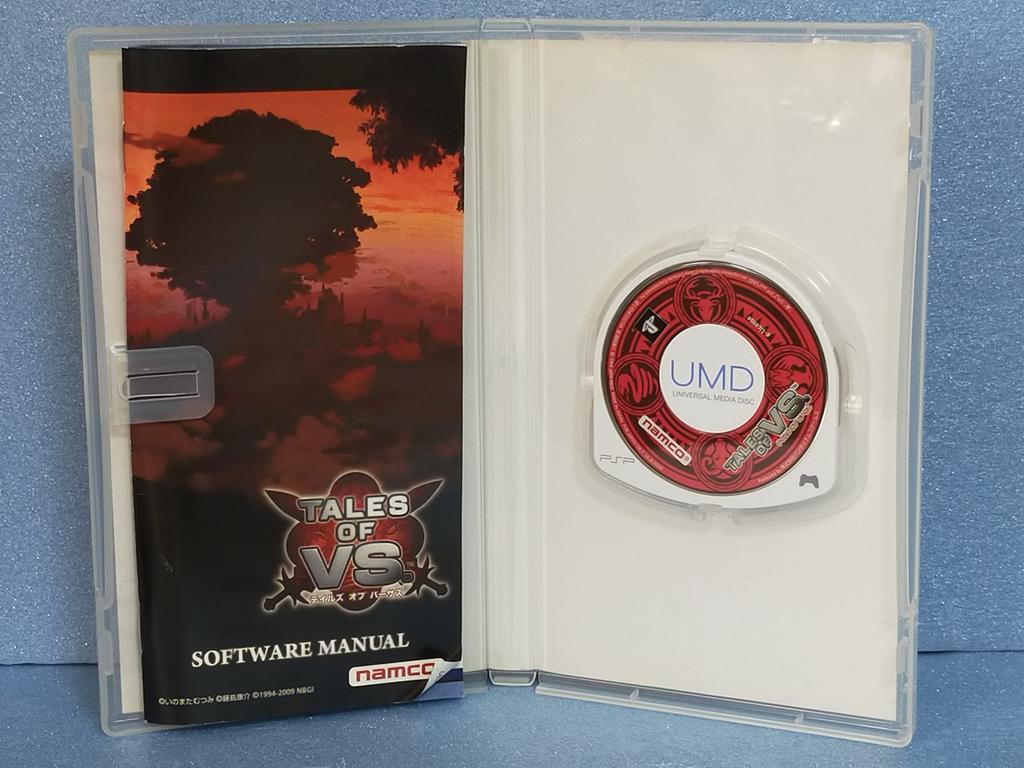 TALES
OF
VS.™
テイルズ オブ バーサス
SOFTWARE MANUAL
namco
©いのまたむつみ ©藤島康介 ©1994-2009 NBGI
UMD
UNIVERSAL MEDIA DISC
™
namco®
TALES
OF
VS.
PSP